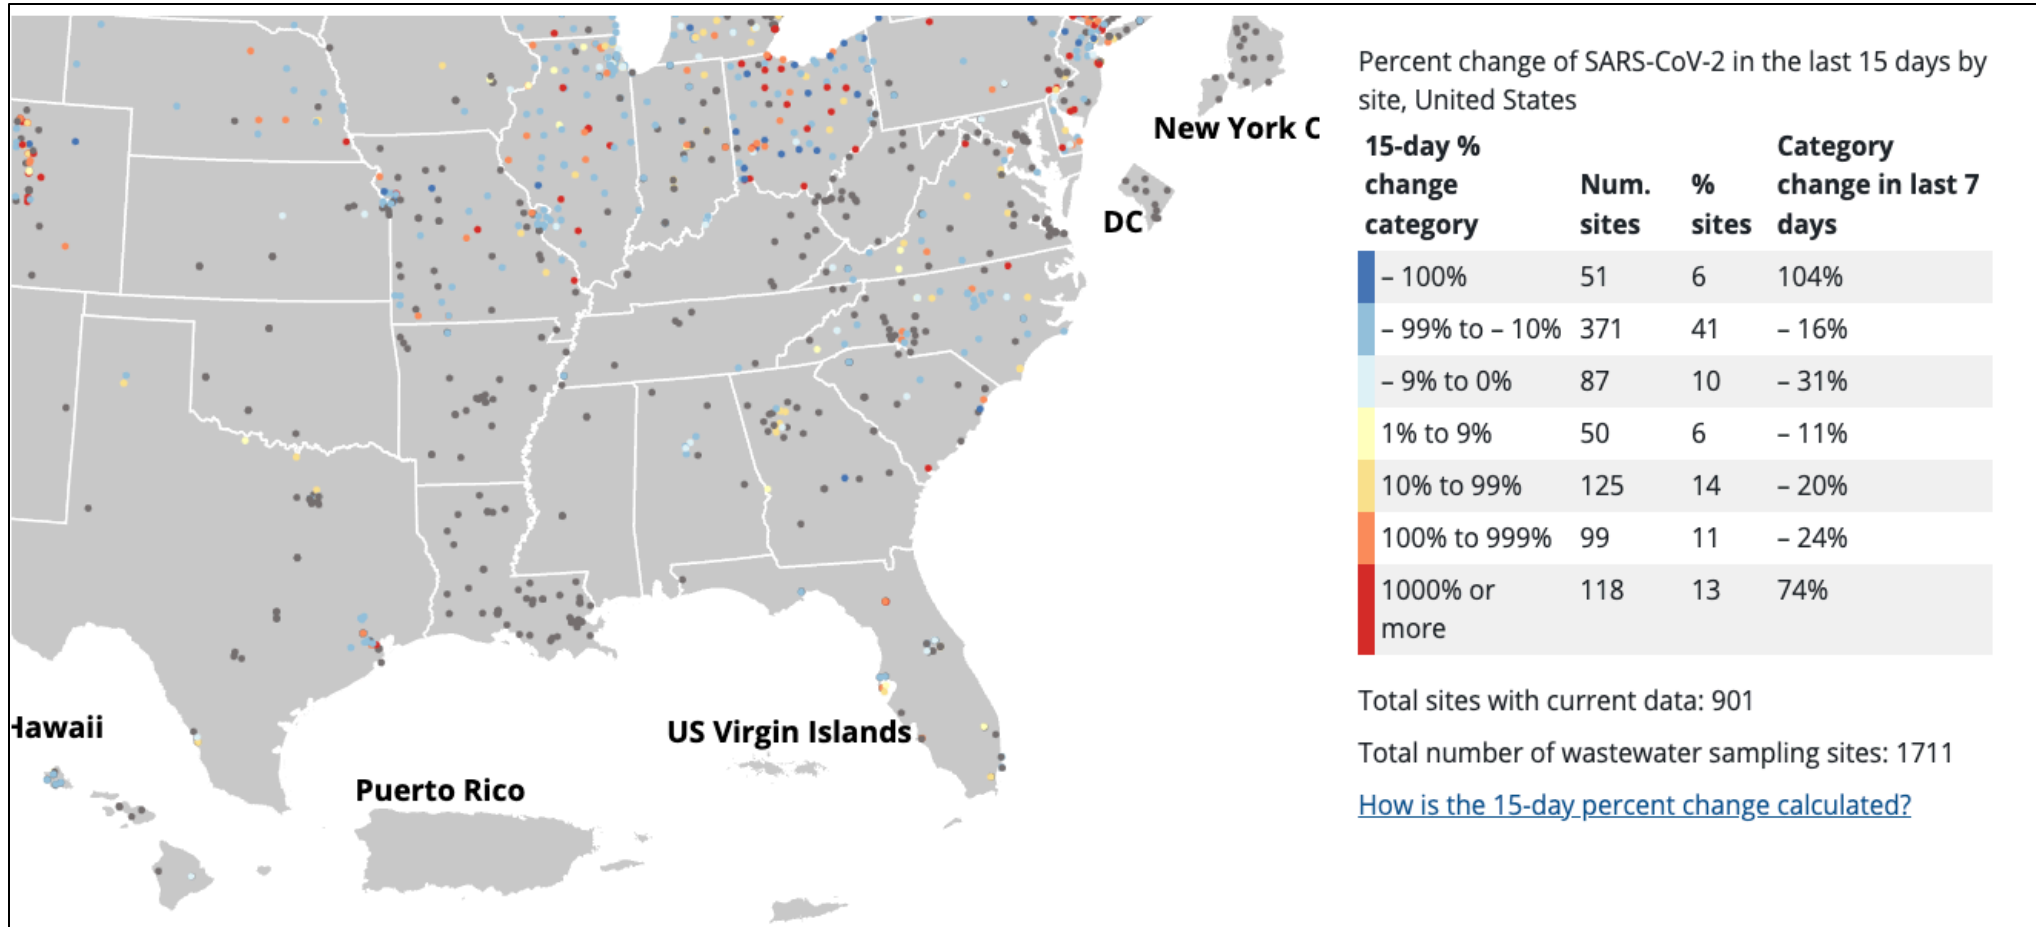 New York C
DC
Hawaii
US Virgin Islands
Puerto Rico
Percent change of SARS-CoV-2 in the last 15 days by
site, United States
15-day %
change
category
Num.
sites
%
sites
Category
change in last 7
days
– 100% 51 6 104%
– 99% to – 10% 371 41 – 16%
– 9% to 0% 87 10 – 31%
1% to 9% 50 6 – 11%
10% to 99% 125 14 – 20%
100% to 999% 99 11 – 24%
1000% or 118 13 74%
more
Total sites with current data: 901
Total number of wastewater sampling sites: 1711
How is the 15-day percent change calculated?